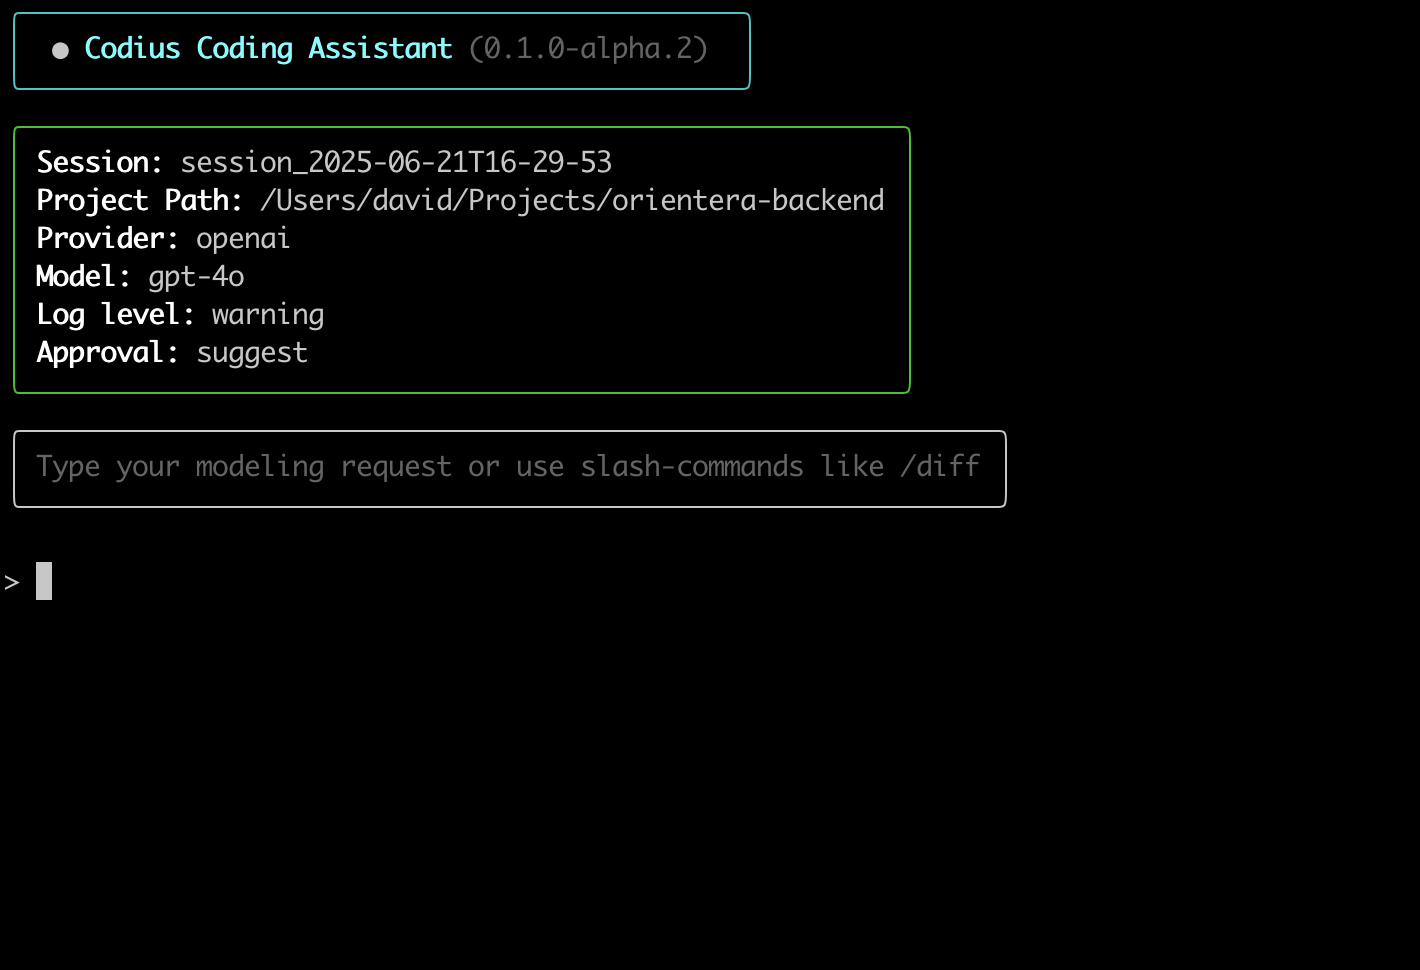 ● Codius Coding Assistant (0.1.0-alpha.2)
Session: session_2025-06-21T16-29-53
Project Path: /Users/david/Projects/orientera-backend
Provider: openai
Model: gpt-4o
Log level: warning
Approval: suggest
Type your modeling request or use slash-commands like /diff
>